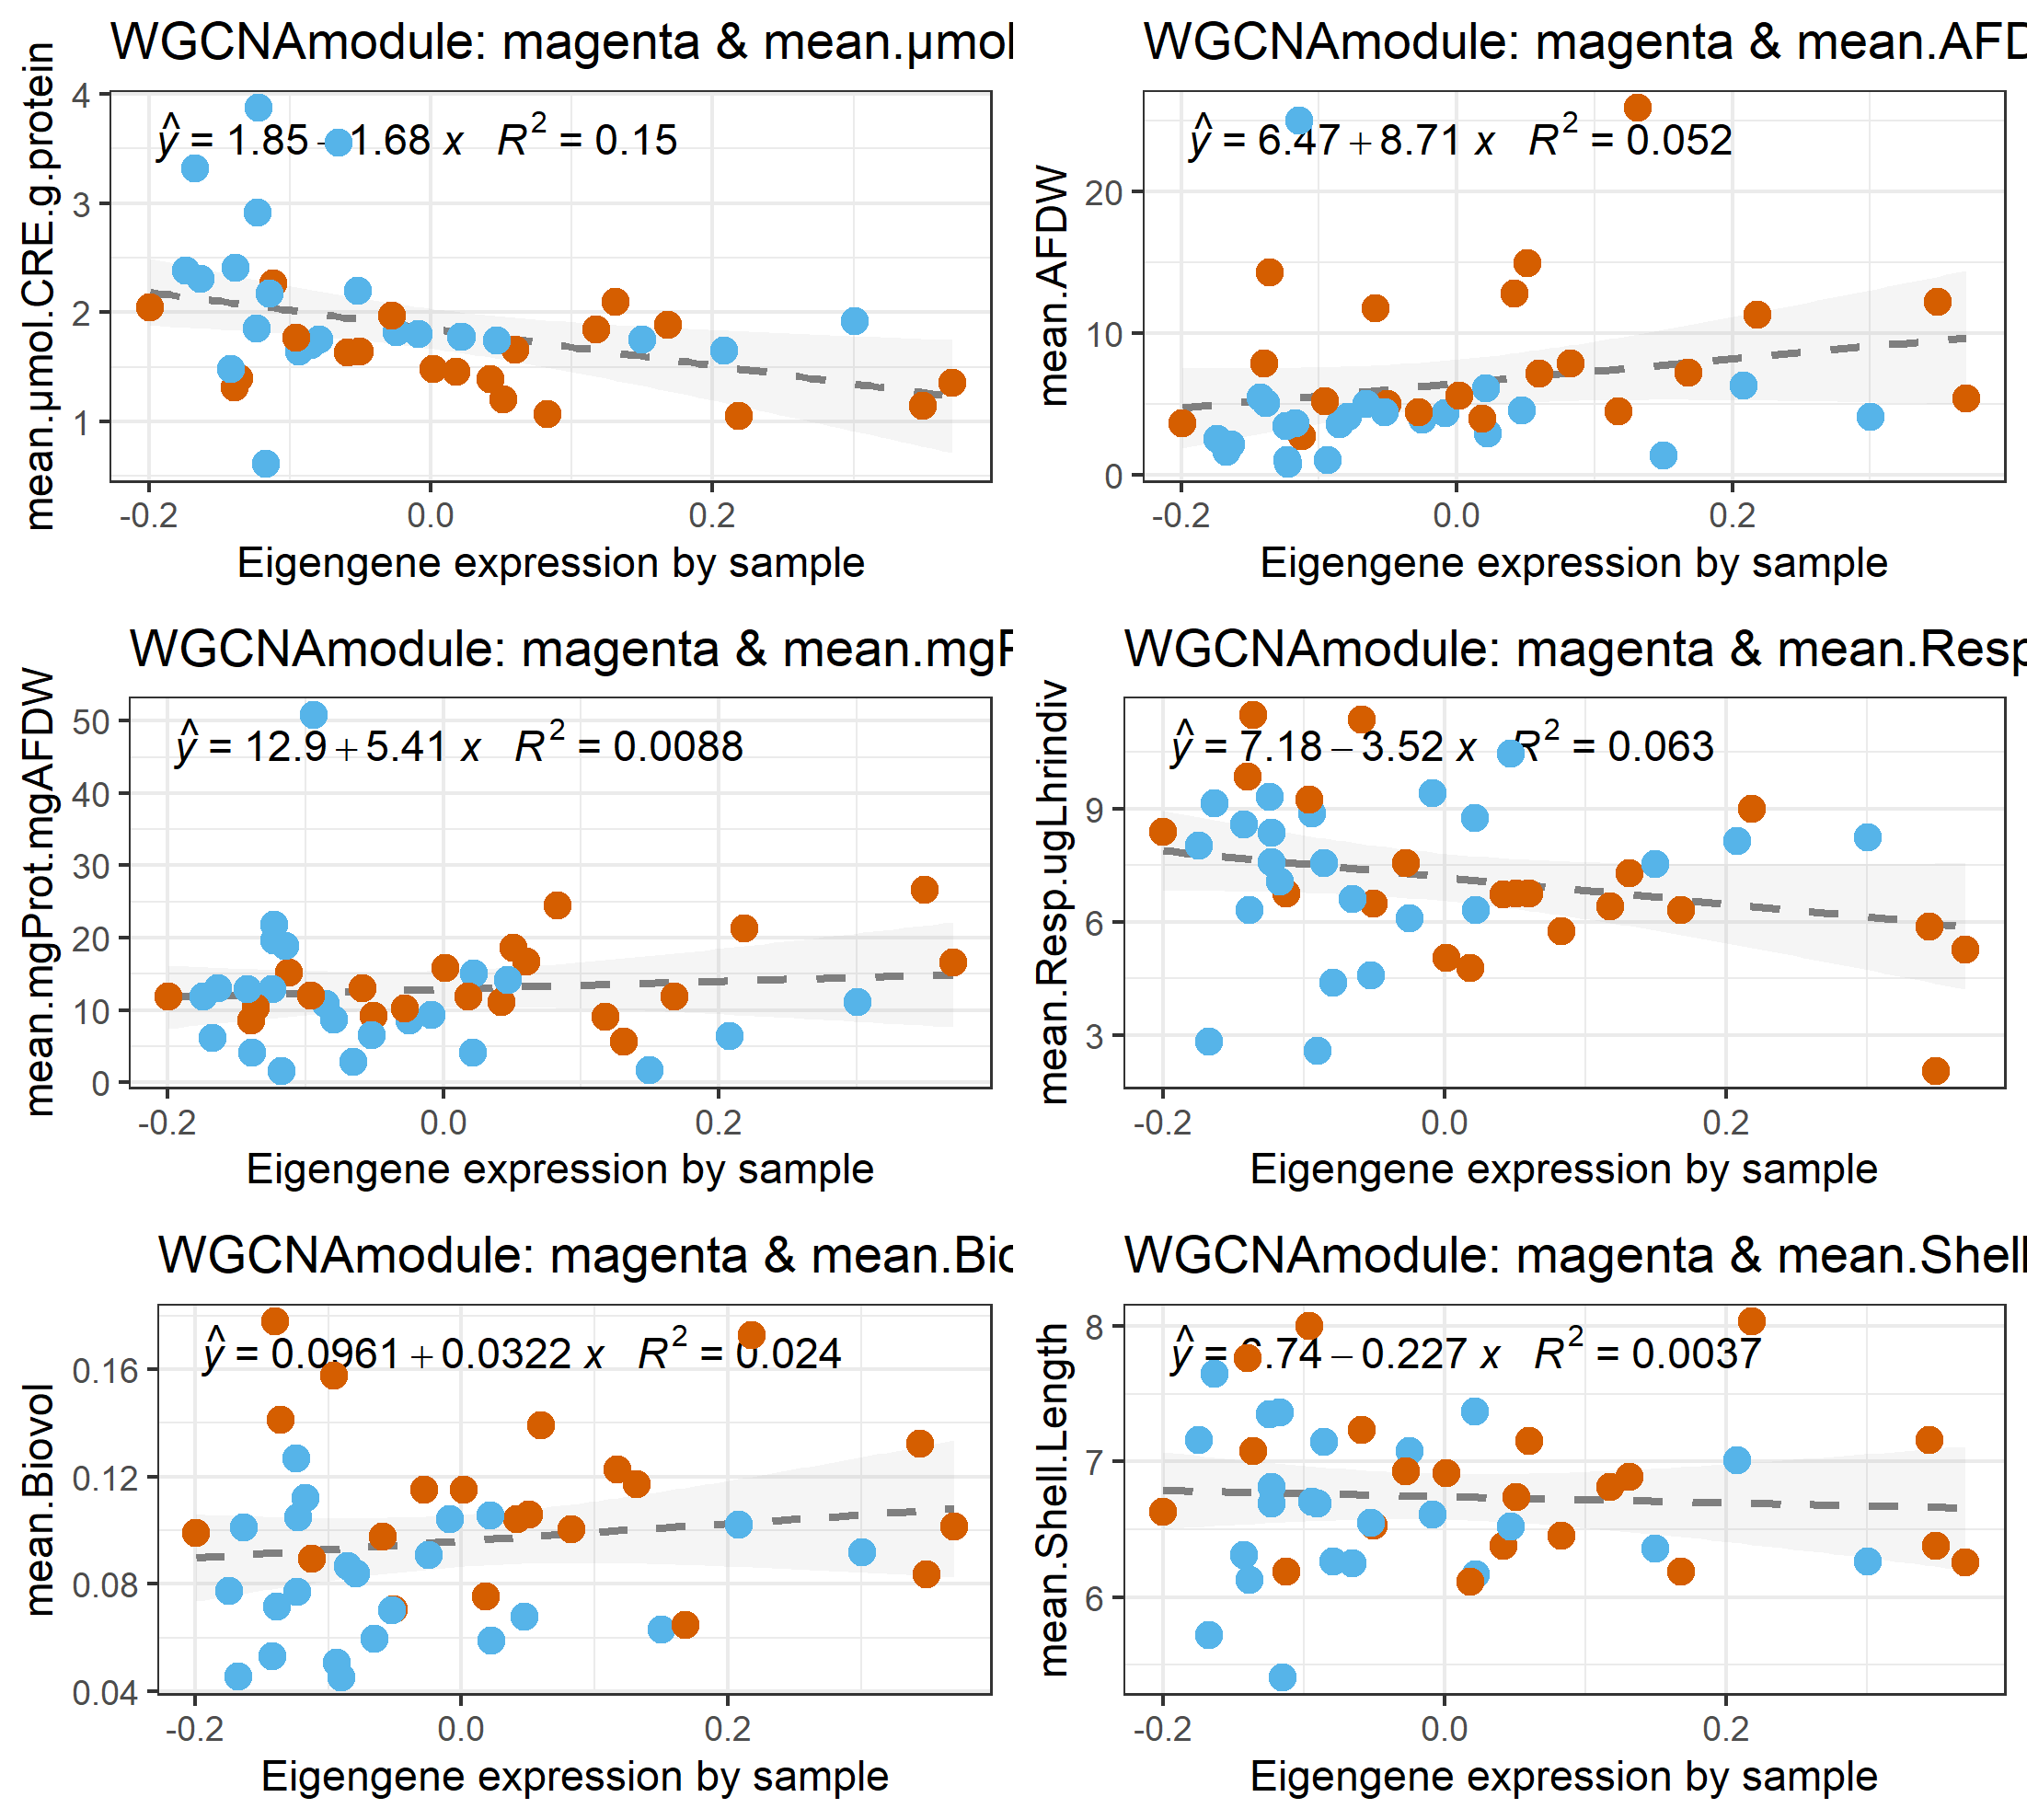 WGCNAmodule: magenta & mean.µmol
mean.µmol.CRE.g.protein
4
3
2
1
ŷ = 1.85 − 1.68 x R² = 0.15
-0.2 0.0 0.2
Eigengene expression by sample
WGCNAmodule: magenta & mean.AFD
mean.AFDW
20
10
0
ŷ = 6.47 + 8.71 x R² = 0.052
-0.2 0.0 0.2
Eigengene expression by sample
WGCNAmodule: magenta & mean.mgP
mean.mgProt.mgAFDW
50
40
30
20
10
0
ŷ = 12.9 + 5.41 x R² = 0.0088
-0.2 0.0 0.2
Eigengene expression by sample
WGCNAmodule: magenta & mean.Resp
mean.Resp.ugLhrindiv
9
6
3
ŷ = 7.18 − 3.52 x R² = 0.063
-0.2 0.0 0.2
Eigengene expression by sample
WGCNAmodule: magenta & mean.Bio
mean.Biovol
0.16
0.12
0.08
0.04
ŷ = 0.0961 + 0.0322 x R² = 0.024
-0.2 0.0 0.2
Eigengene expression by sample
WGCNAmodule: magenta & mean.Shell
mean.Shell.Length
8
7
6
ŷ = 6.74 − 0.227 x R² = 0.0037
-0.2 0.0 0.2
Eigengene expression by sample